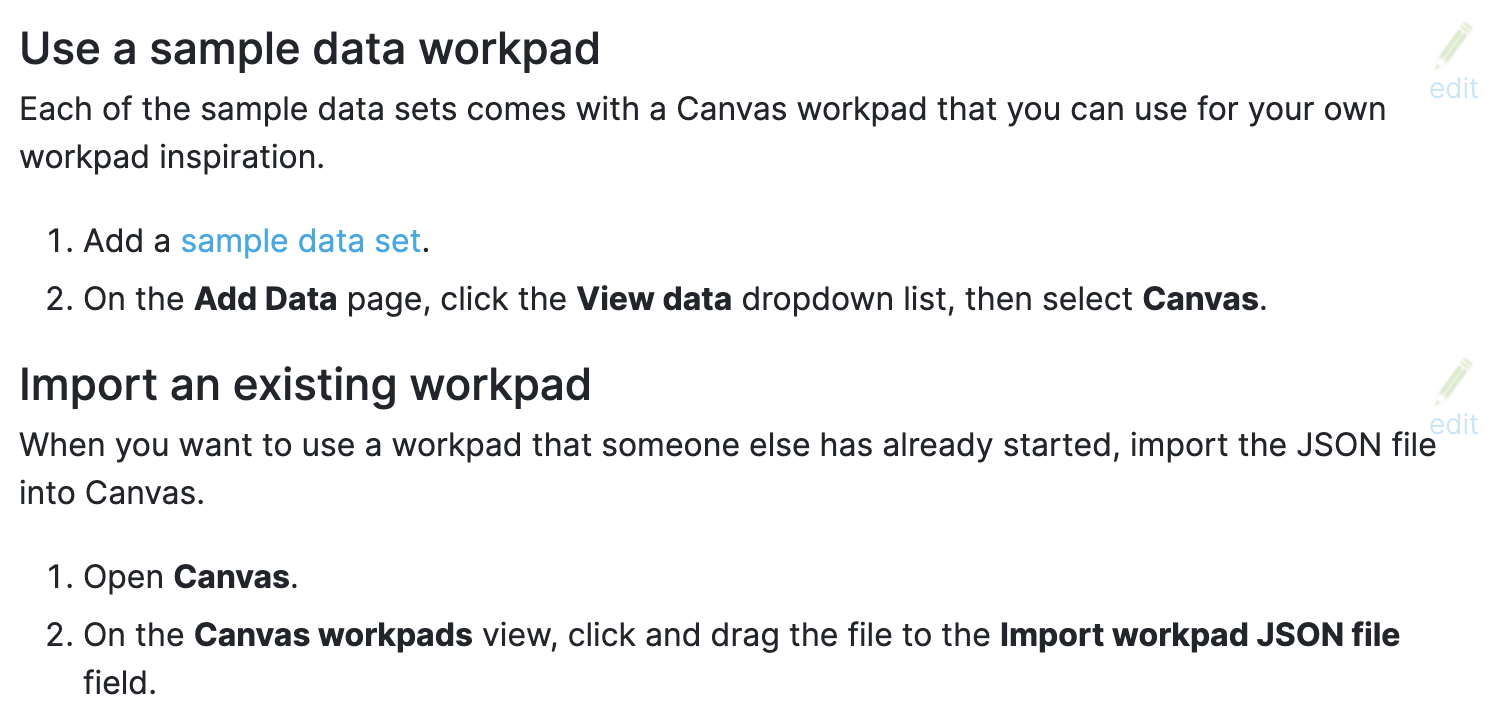 Use a sample data workpad
edit
Each of the sample data sets comes with a Canvas workpad that you can use for your own
workpad inspiration.
1. Add a sample data set.
2. On the Add Data page, click the View data dropdown list, then select Canvas.
Import an existing workpad
edit
When you want to use a workpad that someone else has already started, import the JSON file
into Canvas.
1. Open Canvas.
2. On the Canvas workpads view, click and drag the file to the Import workpad JSON file
field.